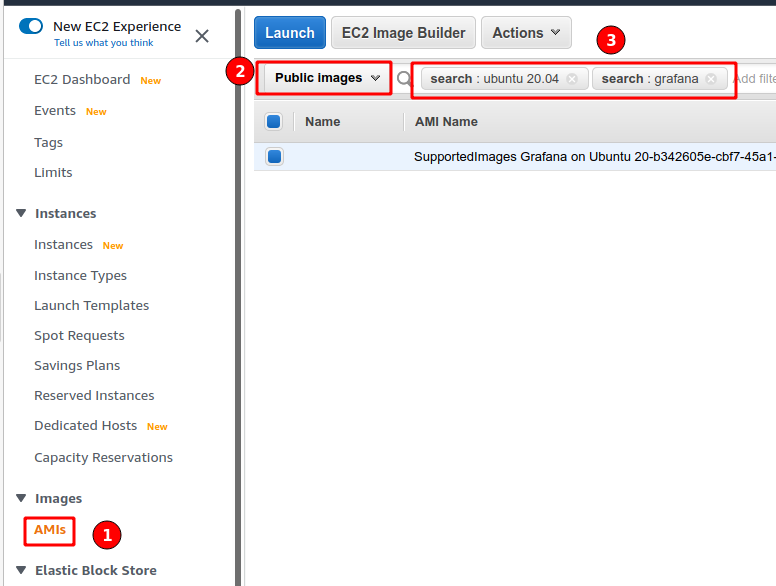 New EC2 Experience
Tell us what you think
EC2 Dashboard New
Events New
Tags
Limits
Instances
Instances New
Instance Types
Launch Templates
Spot Requests
Savings Plans
Reserved Instances
Dedicated Hosts New
Capacity Reservations
Images
AMIs 1
Elastic Block Store
Launch EC2 Image Builder Actions 3
2 Public images search : ubuntu 20.04 search : grafana Add filte
Name AMI Name
SupportedImages Grafana on Ubuntu 20-b342605e-cbf7-45a1-